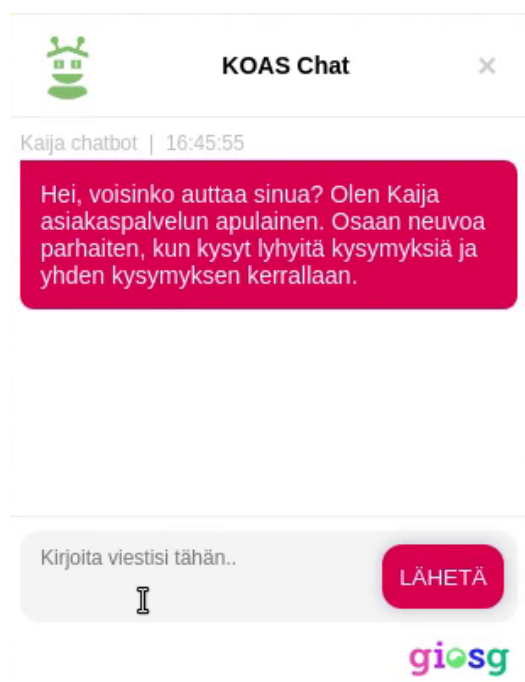 KOAS Chat ×
Kaija chatbot | 16:45:55
Hei, voisinko auttaa sinua? Olen Kaija
asiakaspalvelun apulainen. Osaan neuvoa
parhaiten, kun kysyt lyhyitä kysymyksiä ja
yhden kysymyksen kerrallaan.
Kirjoita viestisi tähän..
LÄHETÄ
giosg